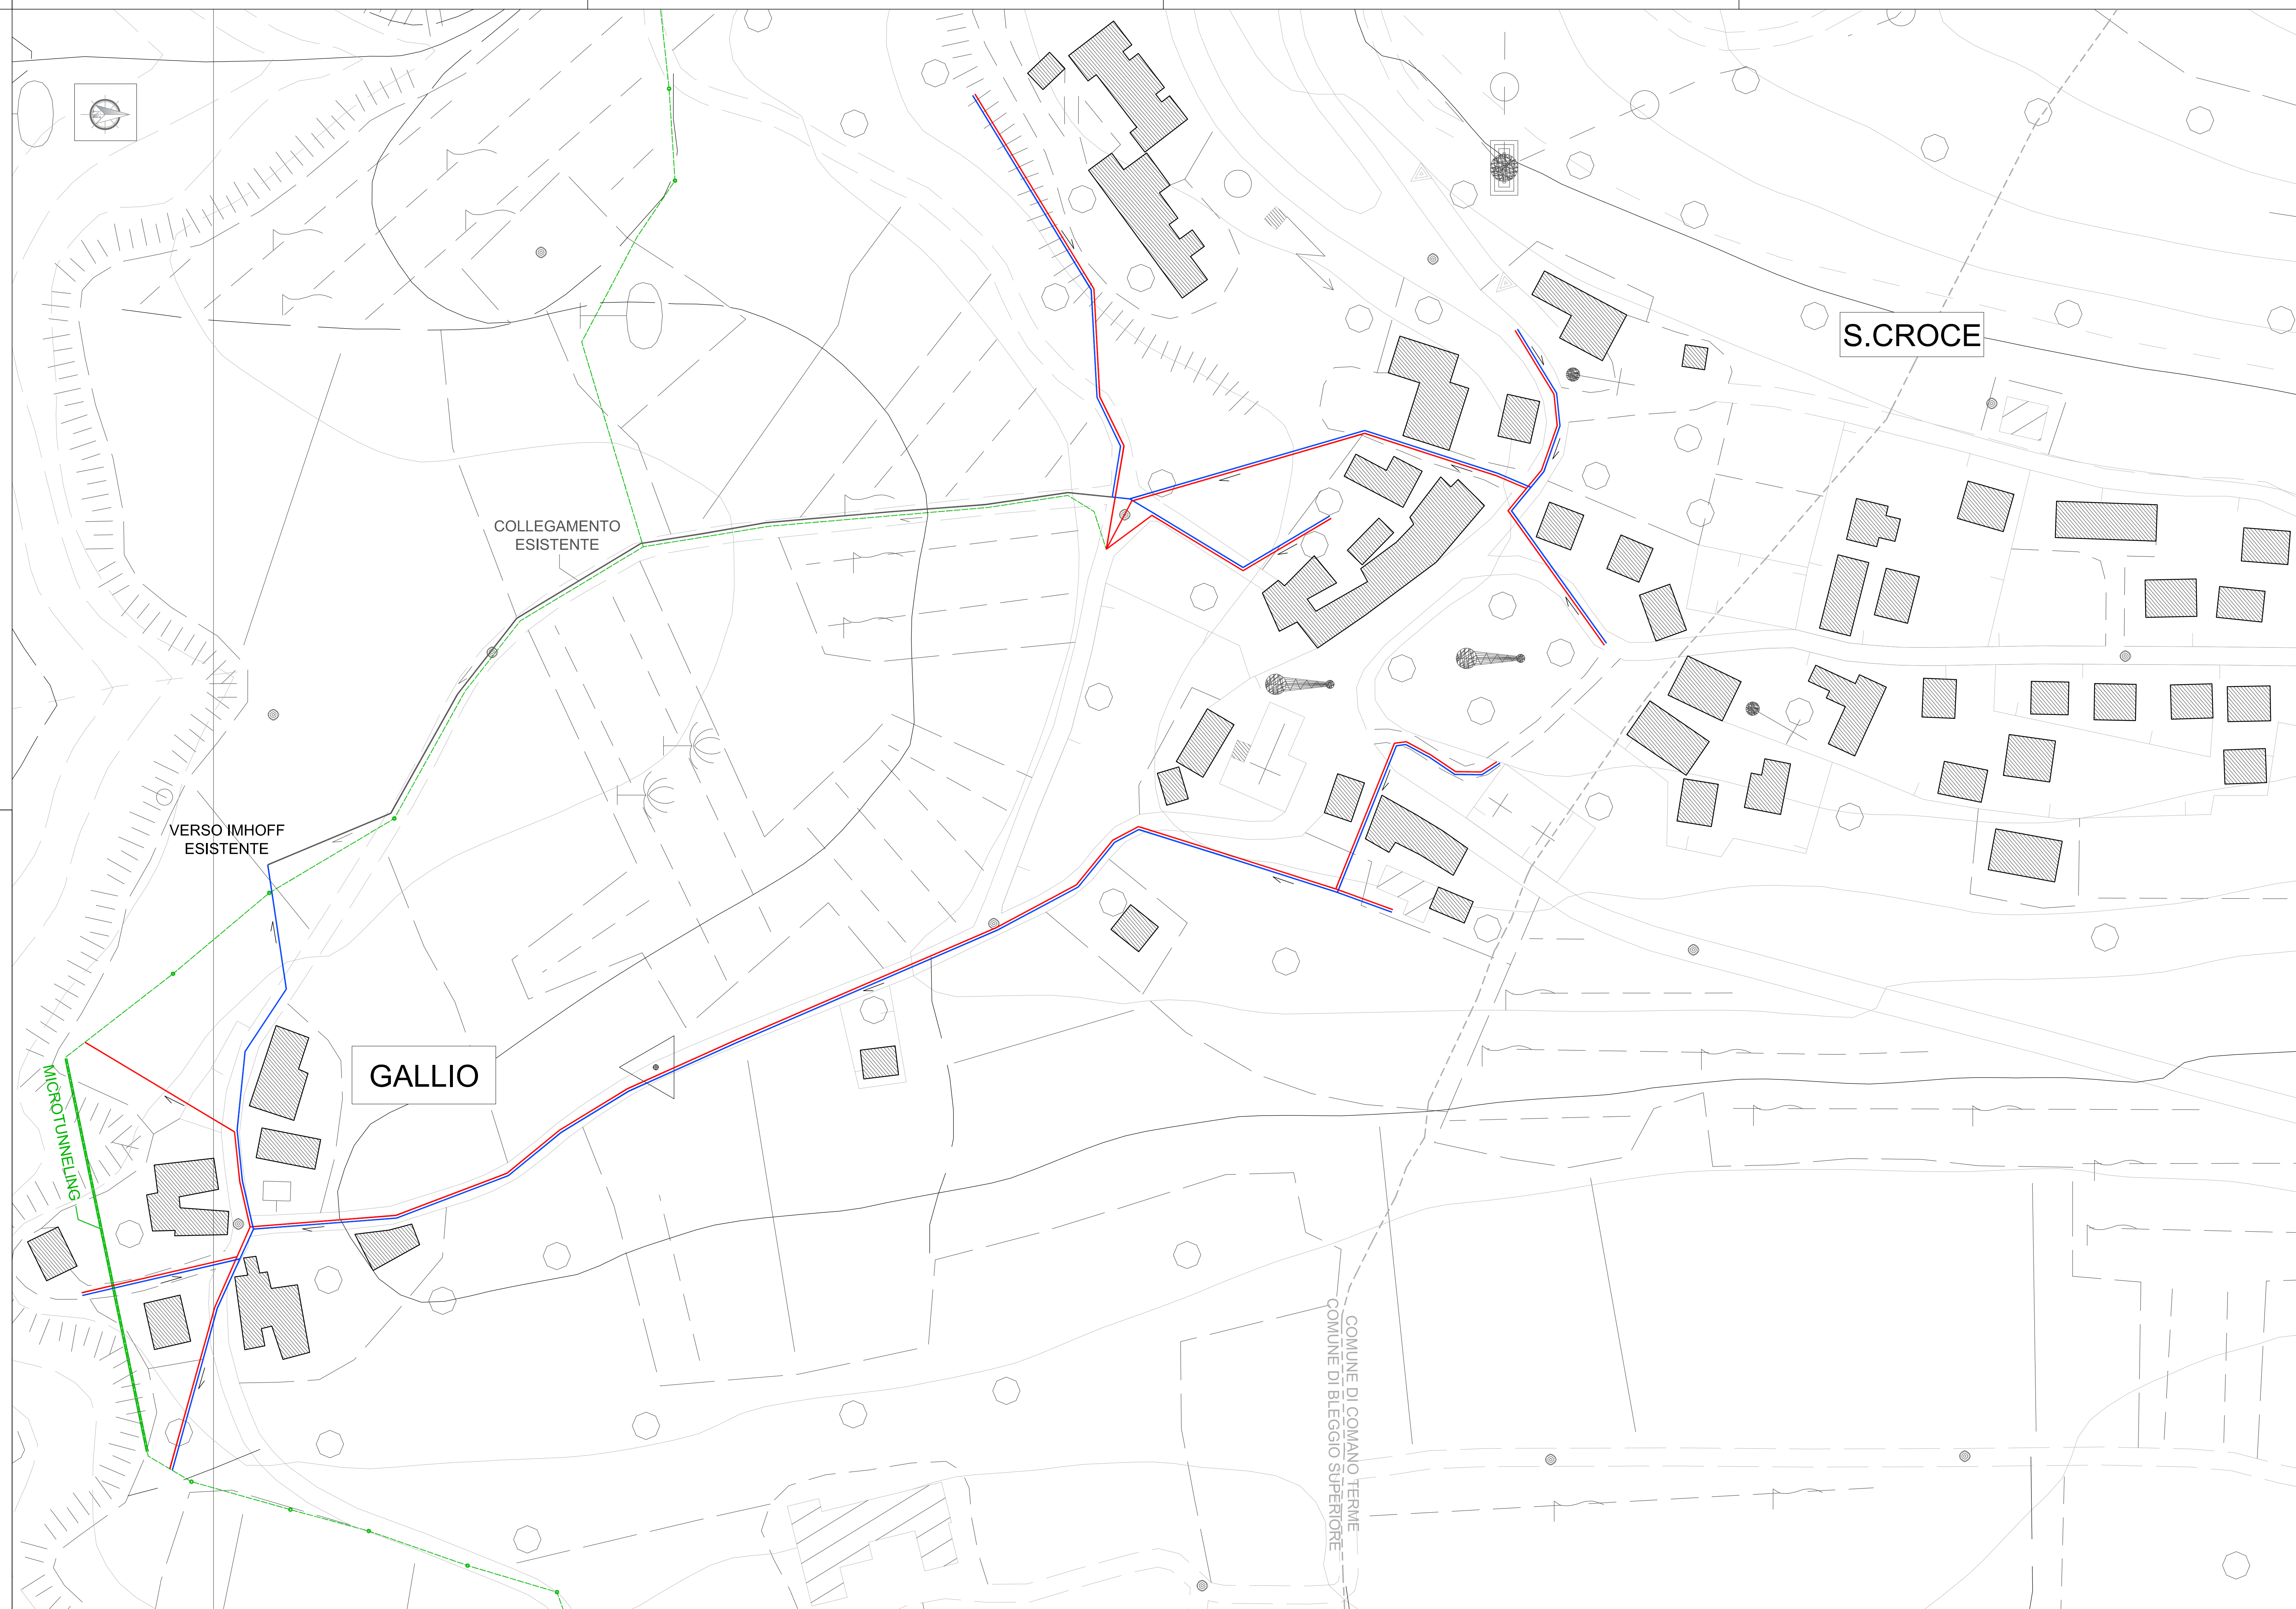 S.CROCE
COLLEGAMENTO
ESISTENTE
VERSO IMHOFF
ESISTENTE
GALLIO
MICROTUNNELING
COMUNE DI COMANO TERME
COMUNE DI BLEGGIO SUPERIORE